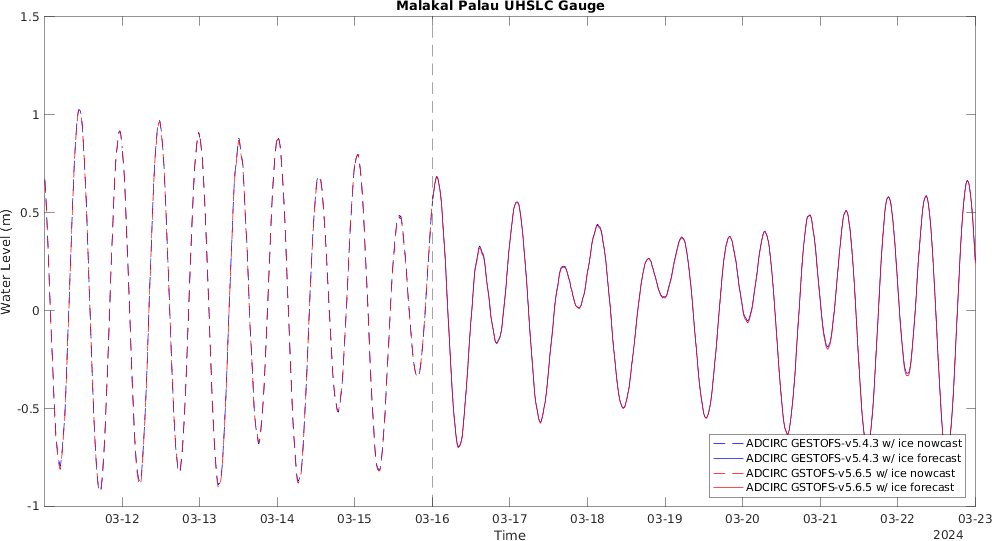 Malakal Palau UHSLC Gauge
1.5
1
0.5
0
-0.5
-1
Water Level (m)
03-12 03-13 03-14 03-15 03-16 03-17 03-18 03-19 03-20 03-21 03-22 03-23
Time
2024
ADCIRC GESTOFS-v5.4.3 w/ ice nowcast
ADCIRC GESTOFS-v5.4.3 w/ ice forecast
ADCIRC GSTOFS-v5.6.5 w/ ice nowcast
ADCIRC GSTOFS-v5.6.5 w/ ice forecast